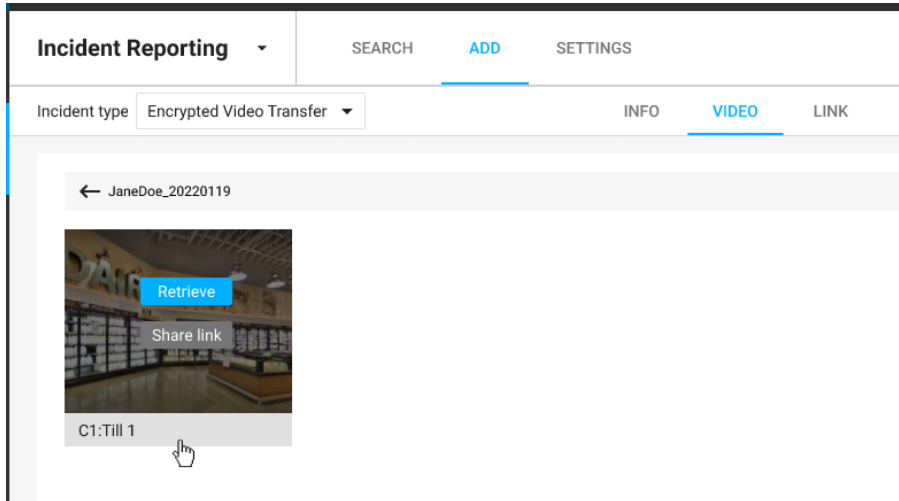 Incident Reporting
SEARCH ADD SETTINGS
Incident type Encrypted Video Transfer
INFO VIDEO LINK
JaneDoe_20220119
DAIR
Retrieve
Share link
C1:Till 1